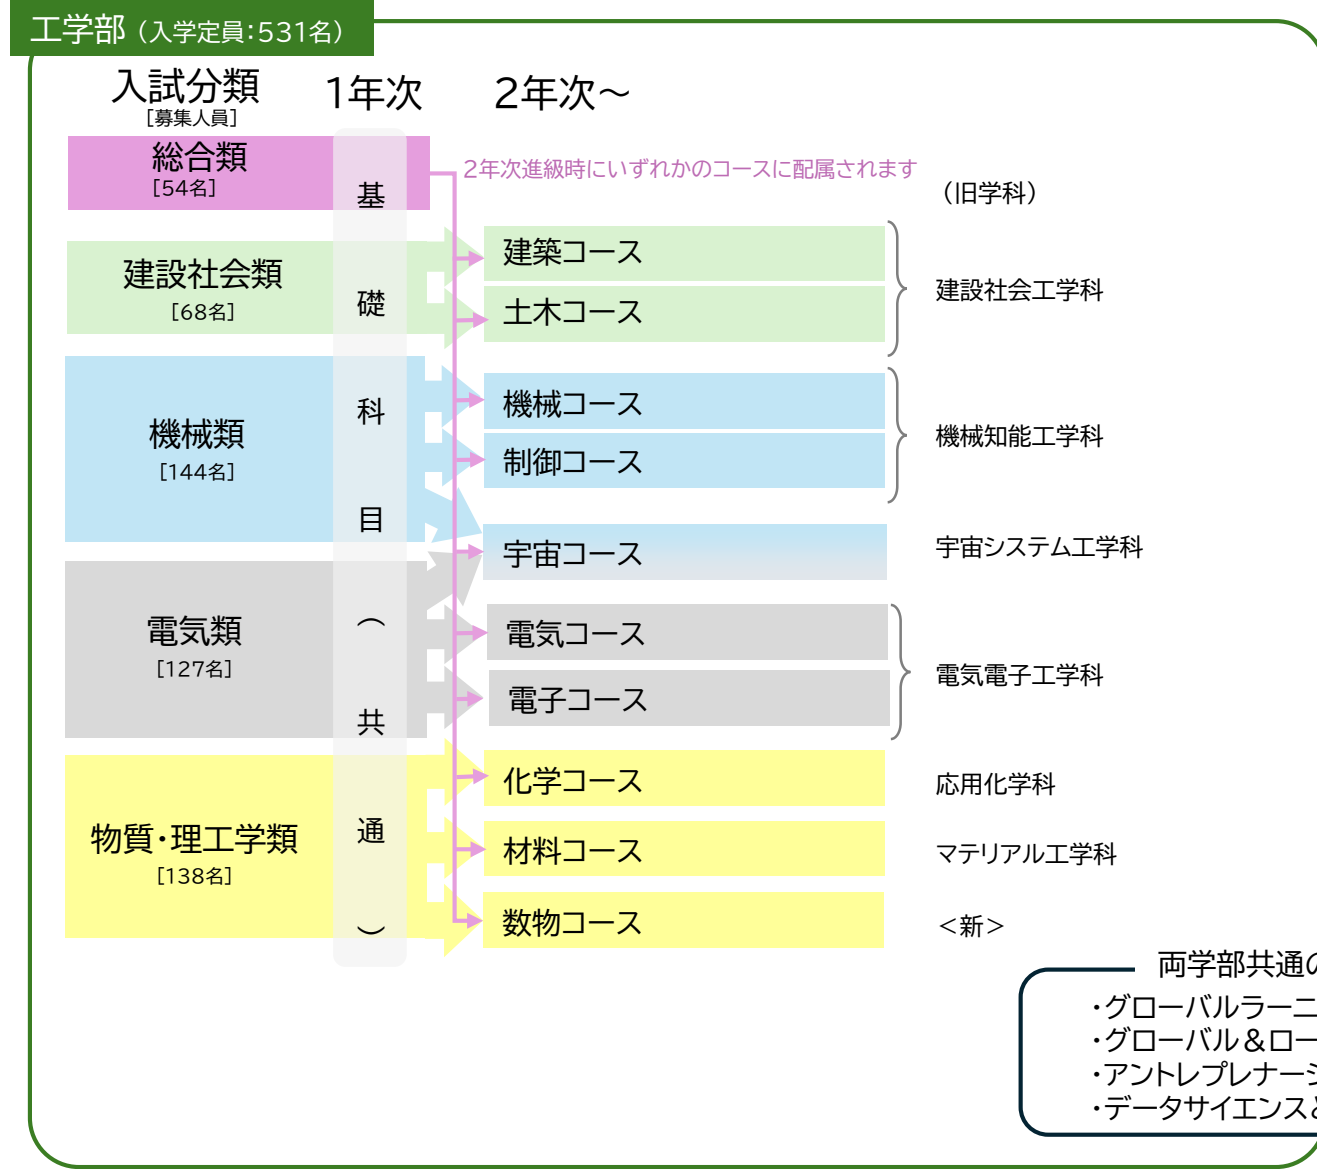 工学部（入学定員：531名）
入試分類
［募集人員］
1年次
2年次～
総合類
［54名］
2年次進級時にいずれかのコースに配属されます
（旧学科）
基礎科目（共通）
建設社会類
［68名］
建築コース
土木コース
建設社会工学科
機械類
［144名］
機械コース
制御コース
機械知能工学科
宇宙コース
宇宙システム工学科
電気類
［127名］
電気コース
電子コース
電気電子工学科
物質・理工学類
［138名］
化学コース
応用化学科
材料コース
マテリアル工学科
数物コース
＜新＞
両学部共通の
・グローバルラーニ
・グローバル＆ロー
・アントレプレナーシ
・データサイエンスと